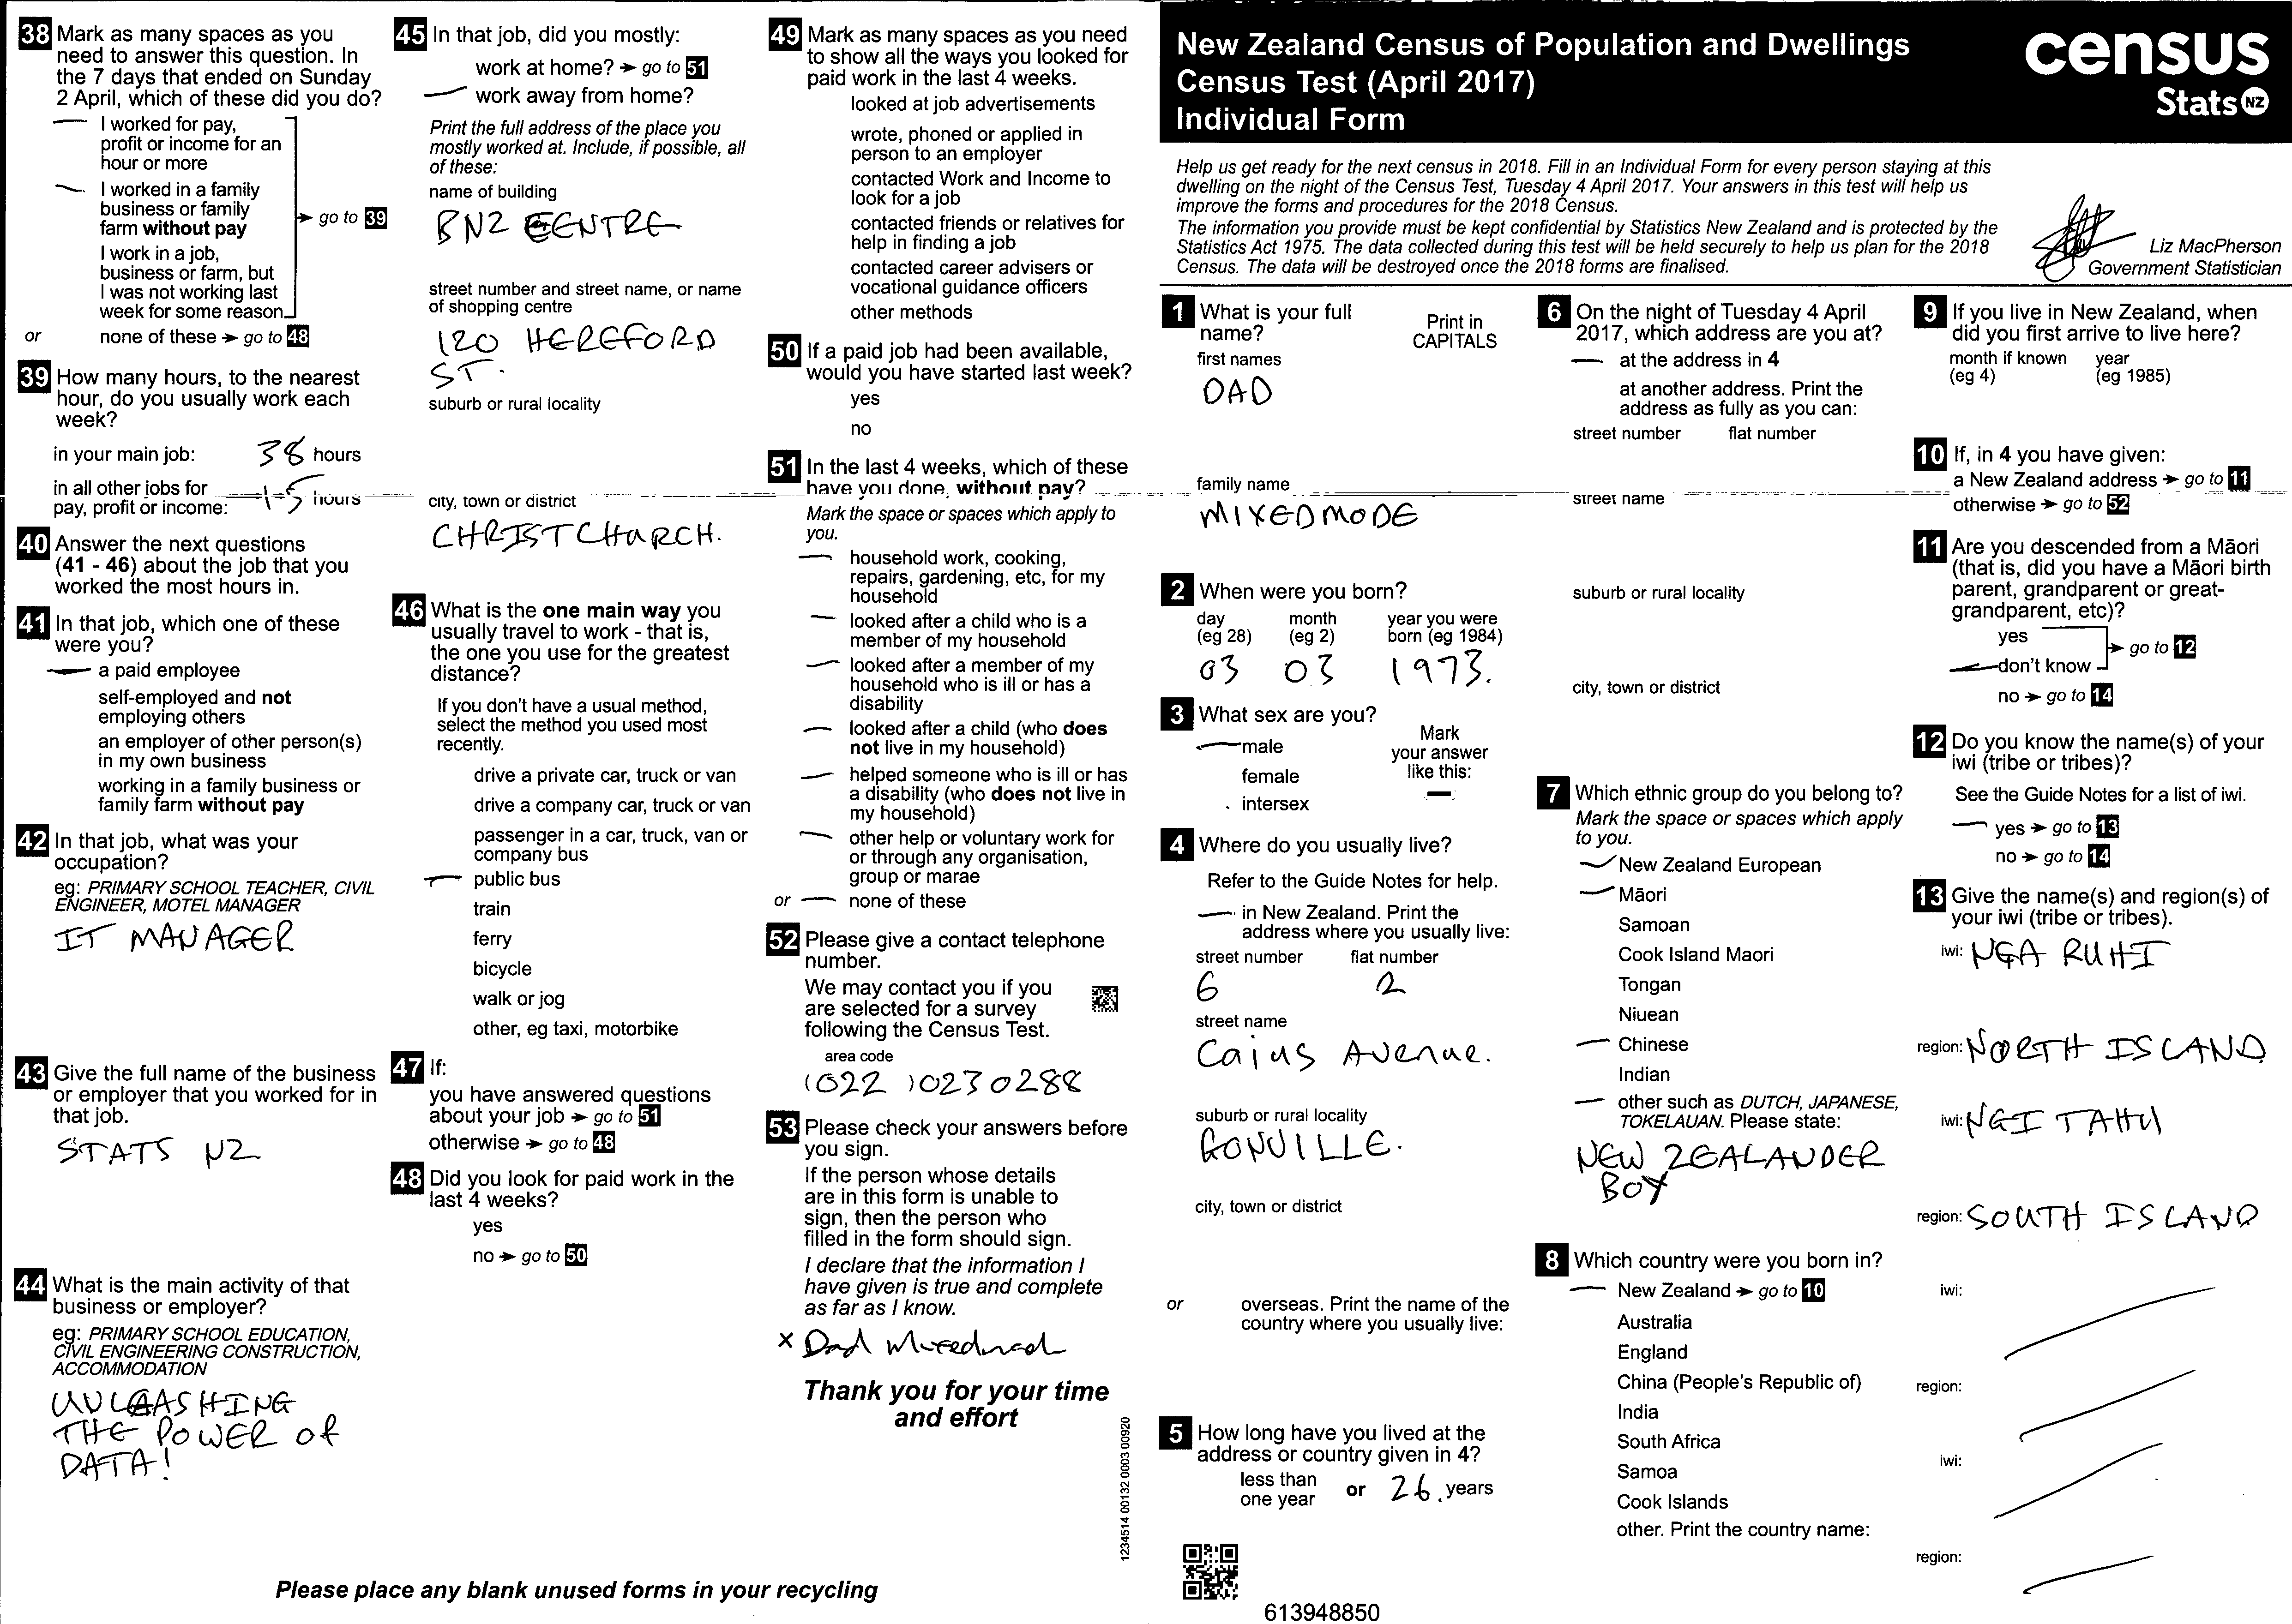 38 Mark as many spaces as you
need to answer this question. In
the 7 days that ended on Sunday
2 April, which of these did you do?
I worked for pay,
profit or income for an
hour or more
I worked in a family
business or family
farm without pay
➔ go to 39
I work in a job,
business or farm, but
I was not working last
week for some reason
or none of these ➔ go to 48
39 How many hours, to the nearest
hour, do you usually work each
week?
in your main job: 38 hours
in all other jobs for
pay, profit or income: 15 hours
40 Answer the next questions
(41 - 46) about the job that you
worked the most hours in.
41 In that job, which one of these
were you?
a paid employee
self-employed and not
employing others
an employer of other person(s)
in my own business
working in a family business or
family farm without pay
42 In that job, what was your
occupation?
eg: PRIMARY SCHOOL TEACHER, CIVIL
ENGINEER, MOTEL MANAGER
IT MANAGER
43 Give the full name of the business
or employer that you worked for in
that job.
STATS NZ
44 What is the main activity of that
business or employer?
eg: PRIMARY SCHOOL EDUCATION,
CIVIL ENGINEERING CONSTRUCTION,
ACCOMMODATION
UNLEASHING
THE POWER OF
DATA!
45 In that job, did you mostly:
work at home? ➔ go to 51
work away from home?
Print the full address of the place you
mostly worked at. Include, if possible, all
of these:
name of building
BNZ CENTRE
street number and street name, or name
of shopping centre
120 HEREFORD
ST.
suburb or rural locality
city, town or district
CHRISTCHURCH.
46 What is the one main way you
usually travel to work - that is,
the one you use for the greatest
distance?
If you don't have a usual method,
select the method you used most
recently.
drive a private car, truck or van
drive a company car, truck or van
passenger in a car, truck, van or
company bus
public bus
train
ferry
bicycle
walk or jog
other, eg taxi, motorbike
47 If:
you have answered questions
about your job ➔ go to 51
otherwise ➔ go to 48
48 Did you look for paid work in the
last 4 weeks?
yes
no ➔ go to 50
49 Mark as many spaces as you need
to show all the ways you looked for
paid work in the last 4 weeks.
looked at job advertisements
wrote, phoned or applied in
person to an employer
contacted Work and Income to
look for a job
contacted friends or relatives for
help in finding a job
contacted career advisers or
vocational guidance officers
other methods
50 If a paid job had been available,
would you have started last week?
yes
no
51 In the last 4 weeks, which of these
have you done, without pay?
Mark the space or spaces which apply to
you.
household work, cooking,
repairs, gardening, etc, for my
household
looked after a child who is a
member of my household
looked after a member of my
household who is ill or has a
disability
looked after a child (who does
not live in my household)
helped someone who is ill or has
a disability (who does not live in
my household)
other help or voluntary work for
or through any organisation,
group or marae
or none of these
52 Please give a contact telephone
number.
We may contact you if you
are selected for a survey
following the Census Test.
area code
(022 )0230288
53 Please check your answers before
you sign.
If the person whose details
are in this form is unable to
sign, then the person who
filled in the form should sign.
I declare that the information I
have given is true and complete
as far as I know.
x Dad Mixedmode
Thank you for your time
and effort
1234514 00132 0003 00920
Please place any blank unused forms in your recycling
New Zealand Census of Population and Dwellings
Census Test (April 2017)
Individual Form
census
Stats NZ
Help us get ready for the next census in 2018. Fill in an Individual Form for every person staying at this
dwelling on the night of the Census Test, Tuesday 4 April 2017. Your answers in this test will help us
improve the forms and procedures for the 2018 Census.
The information you provide must be kept confidential by Statistics New Zealand and is protected by the
Statistics Act 1975. The data collected during this test will be held securely to help us plan for the 2018
Census. The data will be destroyed once the 2018 forms are finalised.
Liz MacPherson
Government Statistician
1 What is your full
name?
Print in
CAPITALS
first names
DAD
family name
MIXEDMODE
2 When were you born?
day month year you were
(eg 28) (eg 2) born (eg 1984)
03 03 1973.
3 What sex are you?
Mark
your answer
like this:
male
female
intersex
4 Where do you usually live?
Refer to the Guide Notes for help.
in New Zealand. Print the
address where you usually live:
street number flat number
6 2
street name
Caius Avenue.
suburb or rural locality
GONVILLE.
city, town or district
or overseas. Print the name of the
country where you usually live:
5 How long have you lived at the
address or country given in 4?
less than
one year or 26 years
613948850
6 On the night of Tuesday 4 April
2017, which address are you at?
at the address in 4
at another address. Print the
address as fully as you can:
street number flat number
street name
suburb or rural locality
city, town or district
7 Which ethnic group do you belong to?
Mark the space or spaces which apply
to you.
New Zealand European
Māori
Samoan
Cook Island Maori
Tongan
Niuean
Chinese
Indian
other such as DUTCH, JAPANESE,
TOKELAUAN. Please state:
NEW ZEALANDER
BOY
8 Which country were you born in?
New Zealand ➔ go to 10
Australia
England
China (People's Republic of)
India
South Africa
Samoa
Cook Islands
other. Print the country name:
9 If you live in New Zealand, when
did you first arrive to live here?
month if known year
(eg 4) (eg 1985)
10 If, in 4 you have given:
a New Zealand address ➔ go to 11
otherwise ➔ go to 52
11 Are you descended from a Māori
(that is, did you have a Māori birth
parent, grandparent or great-
grandparent, etc)?
yes
➔ go to 12
don't know
no ➔ go to 14
12 Do you know the name(s) of your
iwi (tribe or tribes)?
See the Guide Notes for a list of iwi.
yes ➔ go to 13
no ➔ go to 14
13 Give the name(s) and region(s) of
your iwi (tribe or tribes).
iwi: NGA RUHI
region: NORTH ISLAND
iwi: NGI TAHU
region: SOUTH ISLAND
iwi:
region:
iwi:
region: